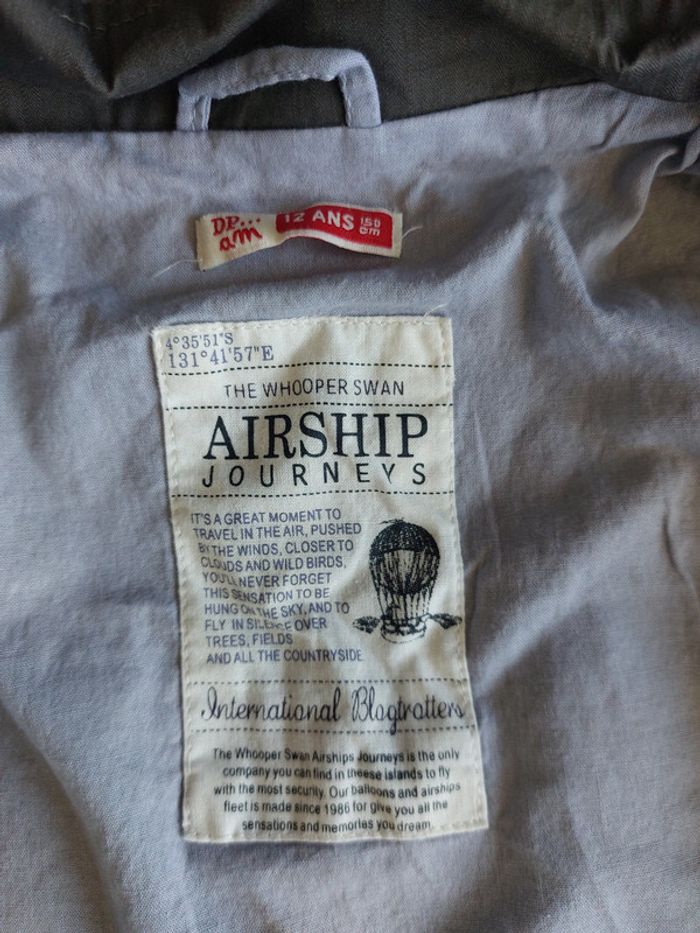 DP...
am
12 ANS 150 cm
4°35'51"S
131°41'57"E
THE WHOOPER SWAN
AIRSHIP
JOURNEYS
IT'S A GREAT MOMENT TO
TRAVEL IN THE AIR, PUSHED
BY THE WINDS, CLOSER TO
CLOUDS AND WILD BIRDS,
YOU'LL NEVER FORGET
THIS SENSATION TO BE
HUNG ON THE SKY, AND TO
FLY IN SILENCE OVER
TREES, FIELDS
AND ALL THE COUNTRYSIDE
International Blogtrotters
The Whooper Swan Airships Journeys is the only
company you can find in theese islands to fly
with the most security. Our balloons and airships
fleet is made since 1986 for give you all the
sensations and memories you dream.